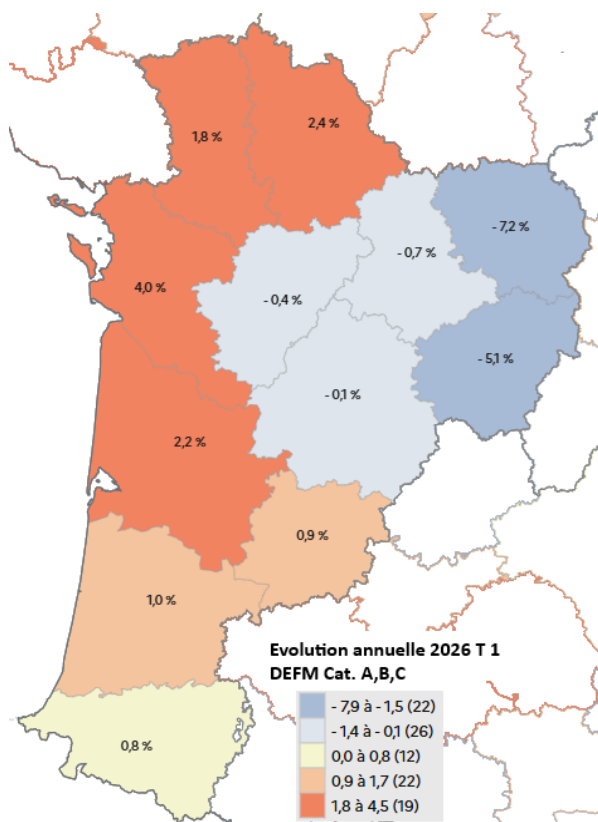 1,8 %
2,4 %
- 7,2 %
- 0,7 %
4,0 %
- 0,4 %
- 5,1 %
- 0,1 %
2,2 %
0,9 %
1,0 %
0,8 %
Evolution annuelle 2026 T 1
DEFM Cat. A,B,C
- 7,9 à - 1,5 (22)
- 1,4 à - 0,1 (26)
0,0 à 0,8 (12)
0,9 à 1,7 (22)
1,8 à 4,5 (19)